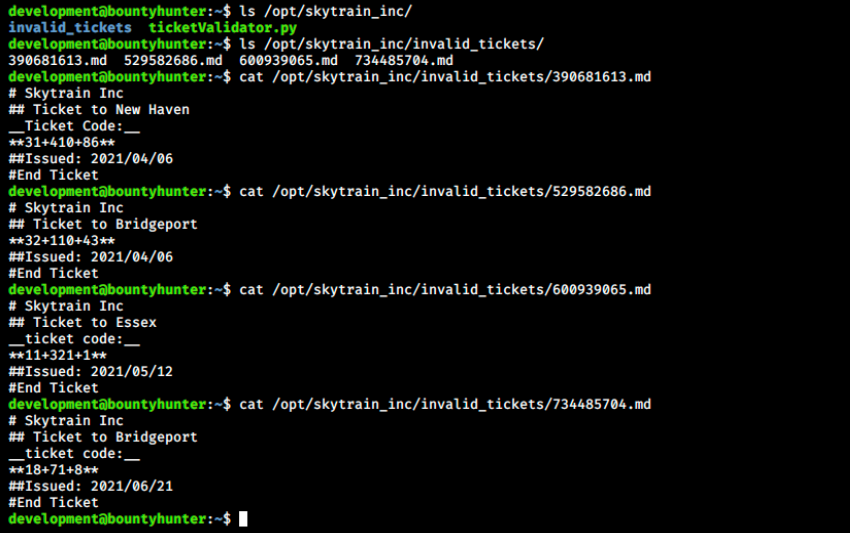 development@bountyhunter:~$ ls /opt/skytrain_inc/
invalid_tickets  ticketValidator.py
development@bountyhunter:~$ ls /opt/skytrain_inc/invalid_tickets/
390681613.md  529582686.md  600939065.md  734485704.md
development@bountyhunter:~$ cat /opt/skytrain_inc/invalid_tickets/390681613.md
# Skytrain Inc
## Ticket to New Haven
__Ticket Code:__
**31+410+86**
##Issued: 2021/04/06
#End Ticket
development@bountyhunter:~$ cat /opt/skytrain_inc/invalid_tickets/529582686.md
# Skytrain Inc
## Ticket to Bridgeport
**32+110+43**
##Issued: 2021/04/06
#End Ticket
development@bountyhunter:~$ cat /opt/skytrain_inc/invalid_tickets/600939065.md
# Skytrain Inc
## Ticket to Essex
__ticket code:__
**11+321+1**
##Issued: 2021/05/12
#End Ticket
development@bountyhunter:~$ cat /opt/skytrain_inc/invalid_tickets/734485704.md
# Skytrain Inc
## Ticket to Bridgeport
__ticket code:__
**18+71+8**
##Issued: 2021/06/21
#End Ticket
development@bountyhunter:~$